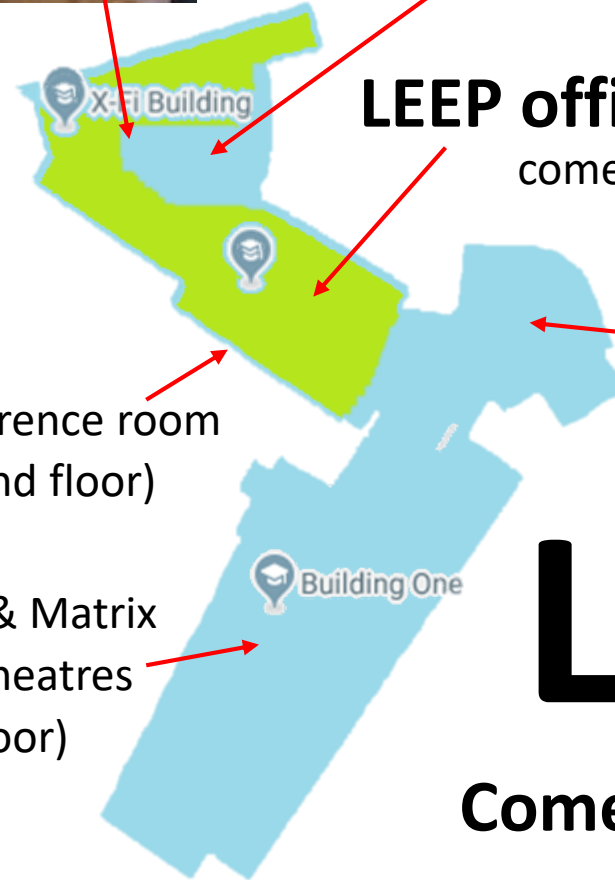 X-Fi Building
LEEP offi
come
rence room
nd floor)
Building One
& Matrix
heatres
oor)
L
Come